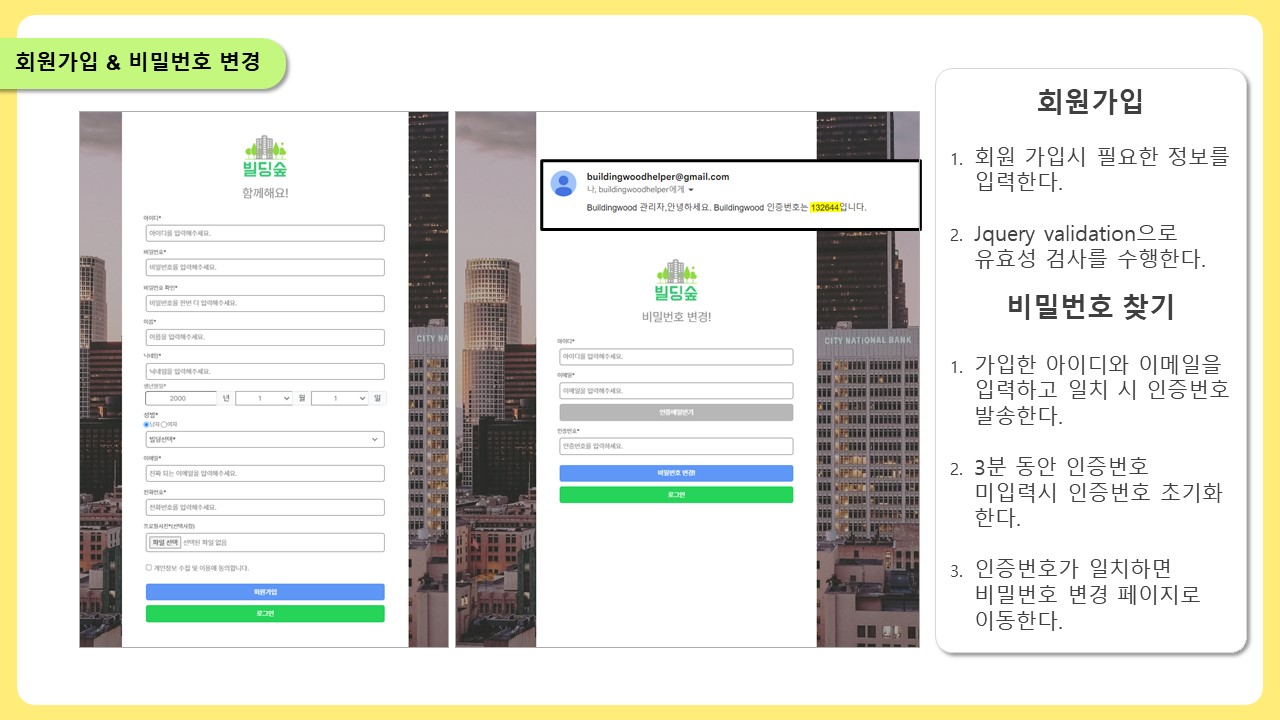 회원가입 & 비밀번호 변경
빌딩숲
함께해요!
아이디*
아이디를 입력해주세요.
비밀번호*
비밀번호를 입력해주세요.
비밀번호 확인*
비밀번호를 한번 더 입력해주세요.
이름*
이름을 입력해주세요.
닉네임*
닉네임을 입력해주세요.
생년월일*
2000 년 1 월 1 일
성별*
남자 여자
빌딩선택*
이메일*
진짜 되는 이메일을 입력해주세요.
전화번호*
전화번호를 입력해주세요.
프로필사진*(선택사항)
파일 선택 선택된 파일 없음
개인정보 수집 및 이용에 동의합니다.
회원가입
로그인
CITY NA
buildingwoodhelper@gmail.com
나, buildingwoodhelper에게
Buildingwood 관리자,안녕하세요. Buildingwood 인증번호는 132644입니다.
빌딩숲
비밀번호 변경!
아이디*
아이디를 입력해주세요.
이메일*
이메일을 입력해주세요.
인증메일받기
인증번호*
인증번호를 입력하세요.
비밀번호 변경!
로그인
CITY NATIONAL BANK
회원가입
1. 회원 가입시 필요한 정보를
입력한다.
2. Jquery validation으로
유효성 검사를 수행한다.
비밀번호 찾기
1. 가입한 아이디와 이메일을
입력하고 일치 시 인증번호
발송한다.
2. 3분 동안 인증번호
미입력시 인증번호 초기화
한다.
3. 인증번호가 일치하면
비밀번호 변경 페이지로
이동한다.